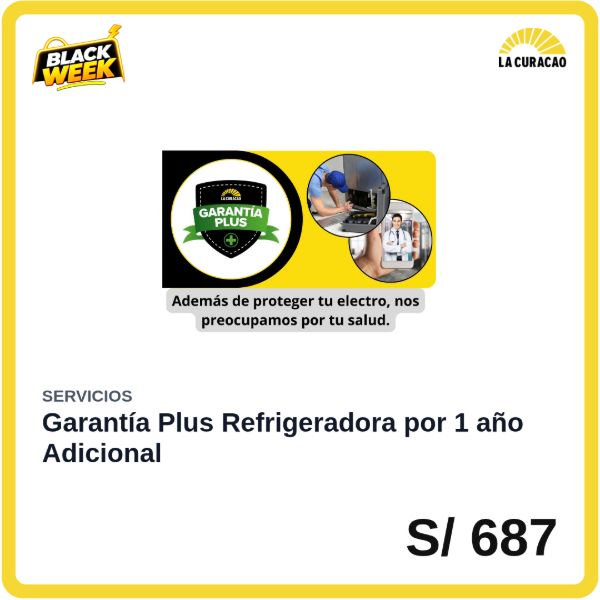 BLACK
WEEK
LA CURACAO
LA CURACAO
GARANTÍA
PLUS
Además de proteger tu electro, nos
preocupamos por tu salud.
SERVICIOS
Garantía Plus Refrigeradora por 1 año
Adicional
S/ 687